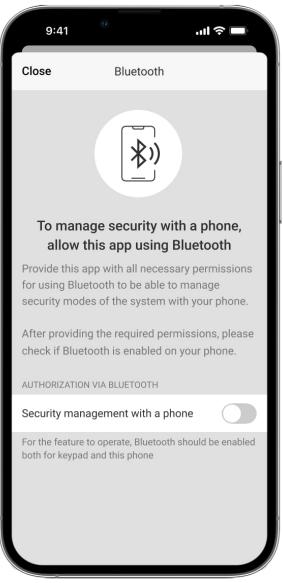 9:41
Close
Bluetooth
To manage security with a phone,
allow this app using Bluetooth
Provide this app with all necessary permissions
for using Bluetooth to be able to manage
security modes of the system with your phone.
After providing the required permissions, please
check if Bluetooth is enabled on your phone.
AUTHORIZATION VIA BLUETOOTH
Security management with a phone
For the feature to operate, Bluetooth should be enabled
both for keypad and this phone